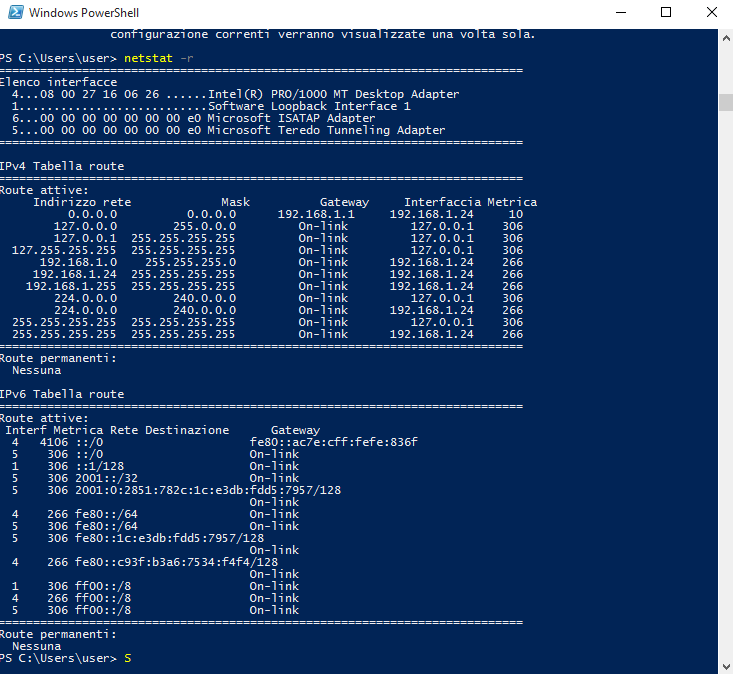 Windows PowerShell
configurazione correnti verranno visualizzate una volta sola.
PS C:\Users\user> netstat -r
===========================================================================
Elenco interfacce
4...08 00 27 16 06 26 ......Intel(R) PRO/1000 MT Desktop Adapter
1...........................Software Loopback Interface 1
6...00 00 00 00 00 00 00 e0 Microsoft ISATAP Adapter
5...00 00 00 00 00 00 00 e0 Microsoft Teredo Tunneling Adapter
===========================================================================
IPv4 Tabella route
===========================================================================
Route attive:
Indirizzo rete Mask Gateway Interfaccia Metrica
0.0.0.0 0.0.0.0 192.168.1.1 192.168.1.24 10
127.0.0.0 255.0.0.0 On-link 127.0.0.1 306
127.0.0.1 255.255.255.255 On-link 127.0.0.1 306
127.255.255.255 255.255.255.255 On-link 127.0.0.1 306
192.168.1.0 255.255.255.0 On-link 192.168.1.24 266
192.168.1.24 255.255.255.255 On-link 192.168.1.24 266
192.168.1.255 255.255.255.255 On-link 192.168.1.24 266
224.0.0.0 240.0.0.0 On-link 127.0.0.1 306
224.0.0.0 240.0.0.0 On-link 192.168.1.24 266
255.255.255.255 255.255.255.255 On-link 127.0.0.1 306
255.255.255.255 255.255.255.255 On-link 192.168.1.24 266
===========================================================================
Route permanenti:
Nessuna
IPv6 Tabella route
===========================================================================
Route attive:
Interf Metrica Rete Destinazione Gateway
4 4106 ::/0 fe80::ac7e:cff:fefe:836f
5 306 ::/0 On-link
1 306 ::1/128 On-link
5 306 2001::/32 On-link
5 306 2001:0:2851:782c:1c:e3db:fdd5:7957/128
On-link
4 266 fe80::/64 On-link
5 306 fe80::/64 On-link
5 306 fe80::1c:e3db:fdd5:7957/128
On-link
4 266 fe80::c93f:b3a6:7534:f4f4/128
On-link
1 306 ff00::/8 On-link
4 266 ff00::/8 On-link
5 306 ff00::/8 On-link
===========================================================================
Route permanenti:
Nessuna
PS C:\Users\user> S